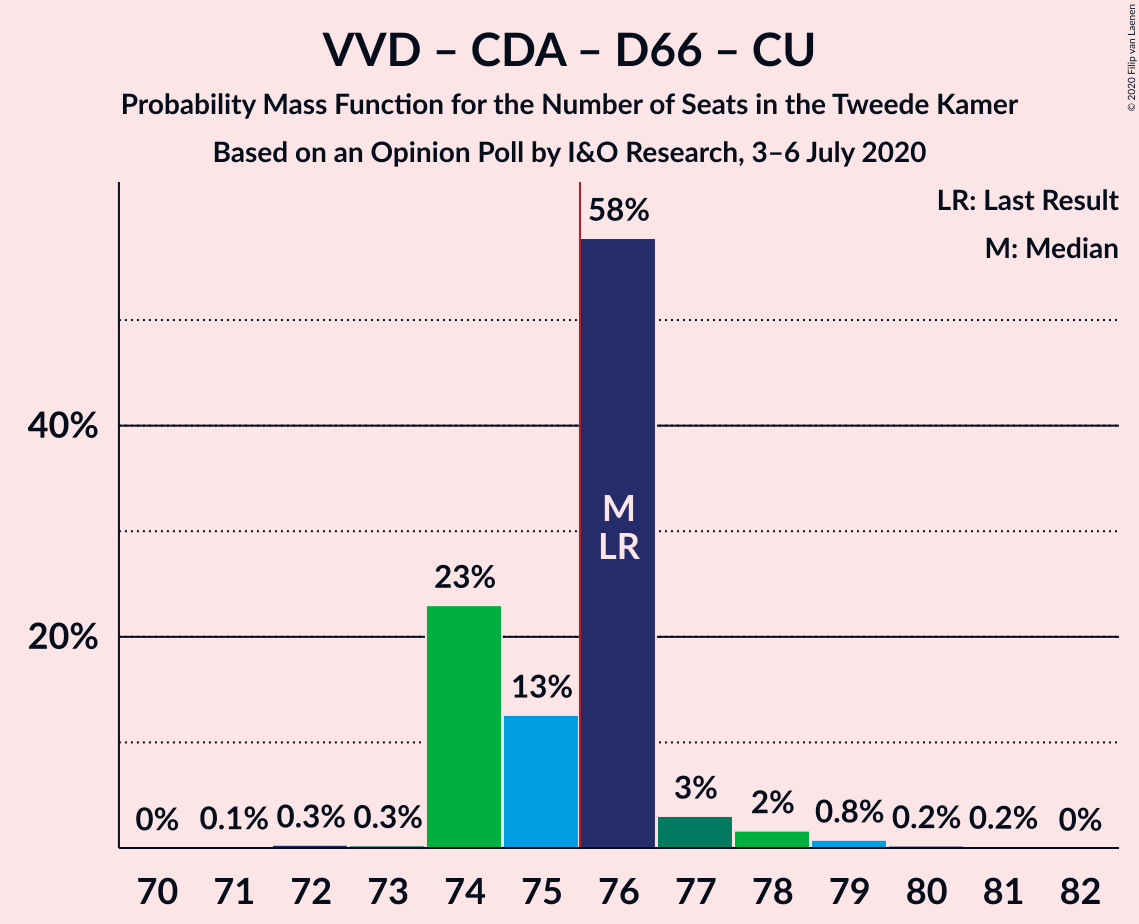 VVD – CDA – D66 – CU
Probability Mass Function for the Number of Seats in the Tweede Kamer
Based on an Opinion Poll by I&O Research, 3–6 July 2020
© 2020 Filip van Laenen
LR: Last Result
M: Median
58%
40%
M
LR
23%
20%
13%
0% 0.1% 0.3% 0.3% 3% 2% 0.8% 0.2% 0.2% 0%
70 71 72 73 74 75 76 77 78 79 80 81 82